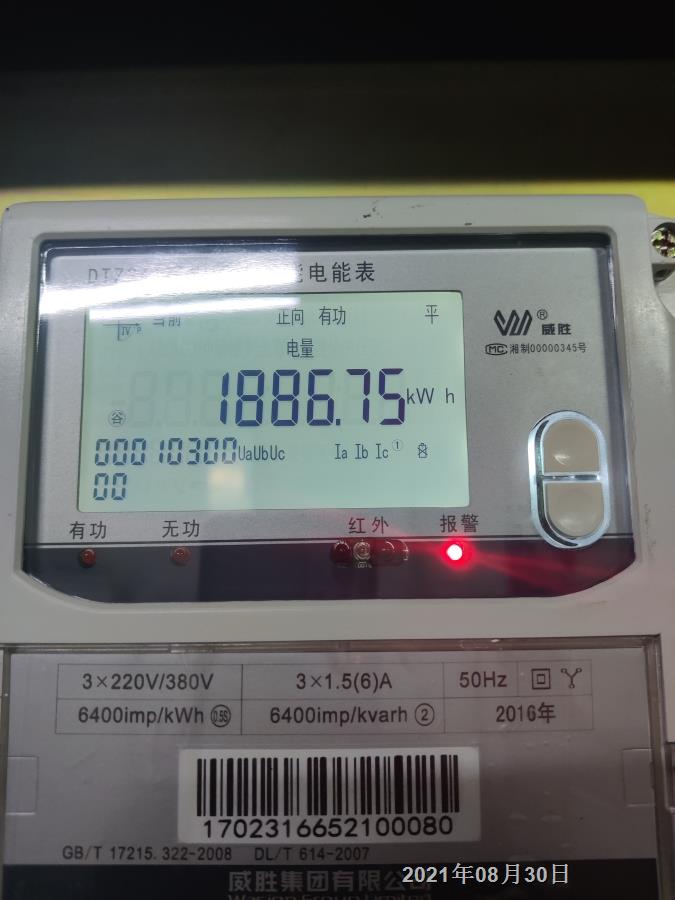 能电能表
当前 正向 有功 平
电量
1886.75 kW h
谷
00010300 UaUbUc Ia Ib Ic ①
00
威胜®
MC 湘制00000345号
有功 无功 红外 报警
3×220V/380V 3×1.5(6)A 50Hz
6400imp/kWh 0.5S 6400imp/kvarh ② 2016年
1702316652100080
GB/T 17215.322-2008 DL/T 614-2007
威胜集团有限公司
2021年08月30日